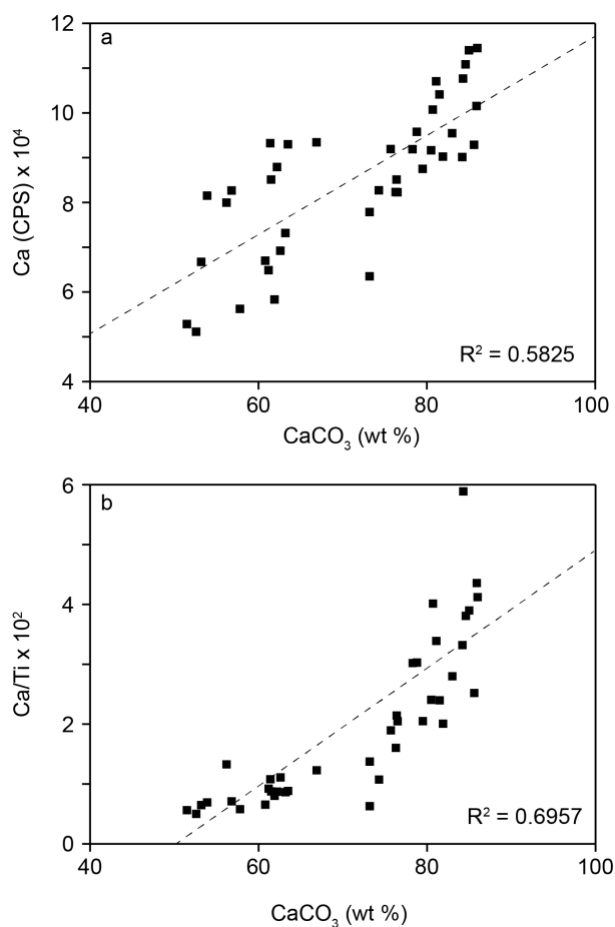 a
12
10
8
6
4
Ca (CPS) x 10⁴
40 60 80 100
CaCO₃ (wt %)
R² = 0.5825
b
6
4
2
0
Ca/Ti x10²
40 60 80 100
CaCO₃ (wt %)
R² = 0.6957